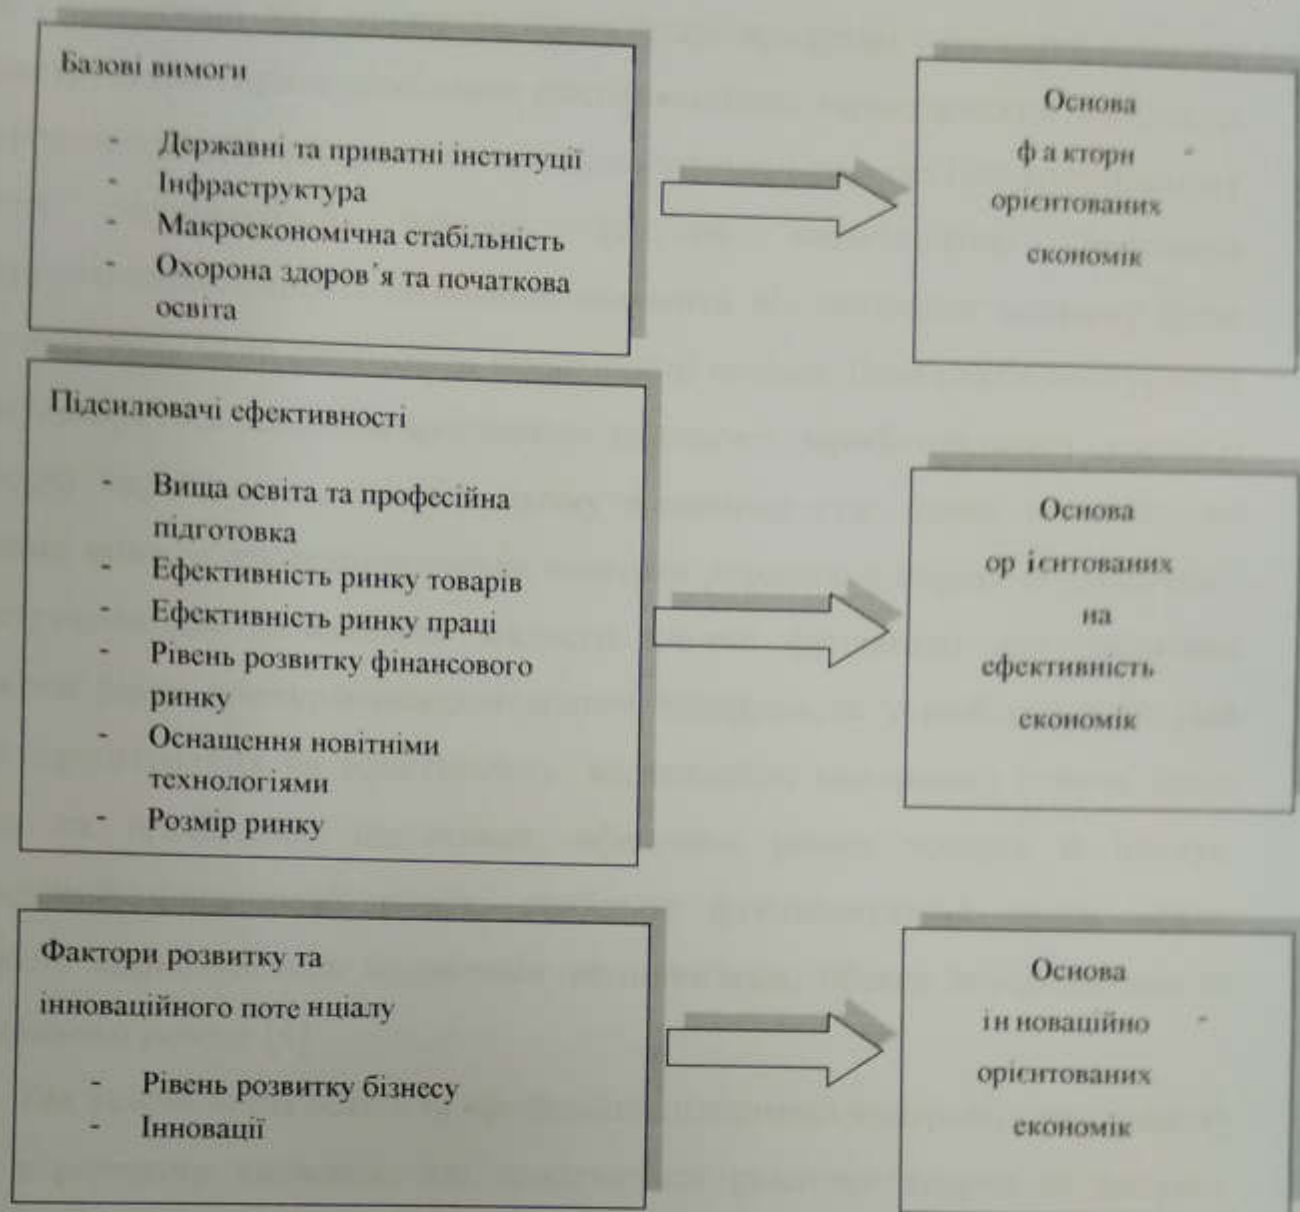 Базові вимоги
- Державні та приватні інституції
- Інфраструктура
- Макроекономічна стабільність
- Охорона здоров´я та початкова
освіта
Основа
ф а ктори -
орієнтованих
економік
Підсилювачі ефективності
- Вища освіта та професійна
підготовка
- Ефективність ринку товарів
- Ефективність ринку праці
- Рівень розвитку фінансового
ринку
- Оснащення новітніми
технологіями
- Розмір ринку
Основа
ор ієнтованих
на
ефективність
економік
Фактори розвитку та
інноваційного поте нціалу
- Рівень розвитку бізнесу
- Інновації
Основа
ін новаційно -
орієнтованих
економік